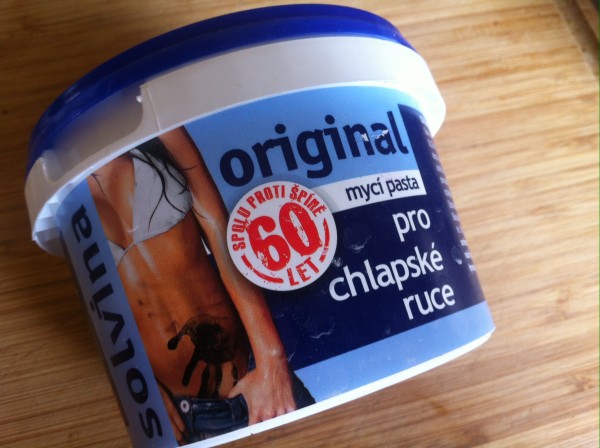 solvina
original
mycí pasta
pro
chlapské
ruce
SPOLU PROTI ŠPÍNĚ
60
LET